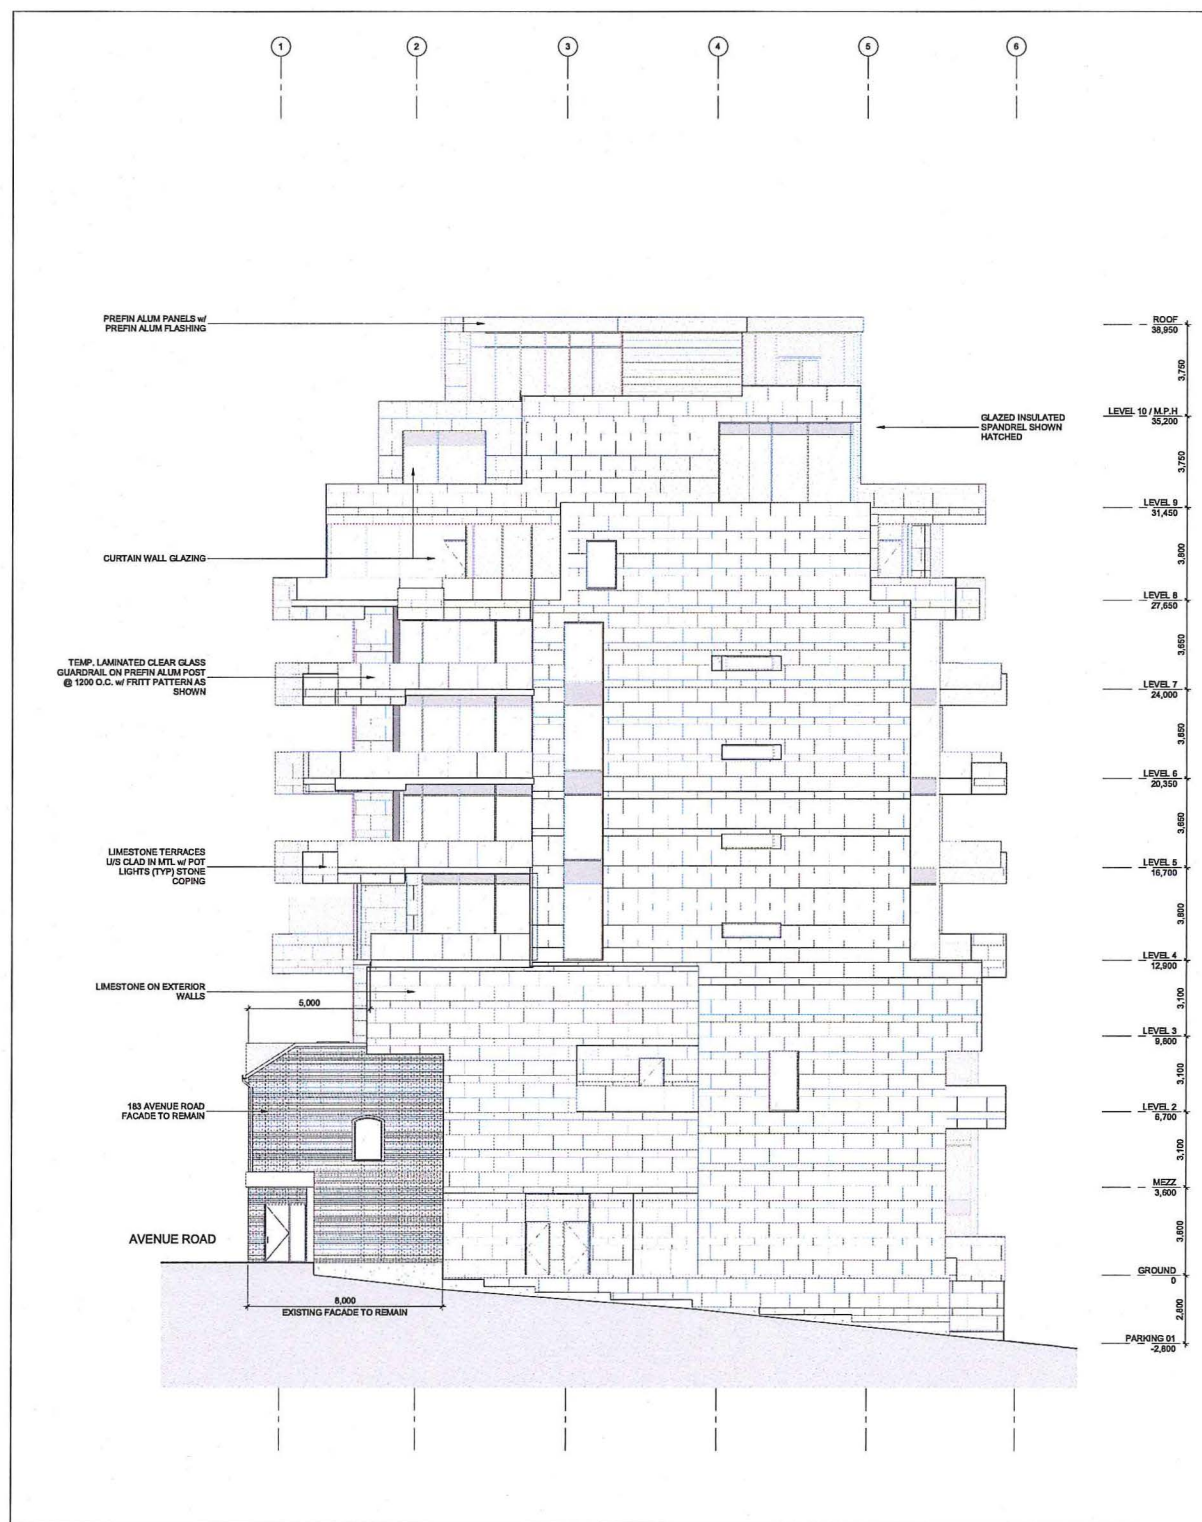 1 2 3 4 5 6
PREFIN ALUM PANELS w/
PREFIN ALUM FLASHING
ROOF
38,950
3,750
LEVEL 10 / M.P.H
35,200
GLAZED INSULATED
SPANDREL SHOWN
HATCHED
3,750
LEVEL 9
31,450
CURTAIN WALL GLAZING
3,800
LEVEL 8
27,650
3,650
TEMP. LAMINATED CLEAR GLASS
GUARDRAIL ON PREFIN ALUM POST
@ 1200 O.C. w/ FRITT PATTERN AS
SHOWN
LEVEL 7
24,000
3,650
LEVEL 6
20,350
3,650
LIMESTONE TERRACES
U/S CLAD IN MTL w/ POT
LIGHTS (TYP) STONE
COPING
LEVEL 5
16,700
3,800
LEVEL 4
12,900
LIMESTONE ON EXTERIOR
WALLS
5,000
3,100
LEVEL 3
9,800
3,100
183 AVENUE ROAD
FACADE TO REMAIN
LEVEL 2
6,700
3,100
MEZZ
3,600
3,600
AVENUE ROAD
GROUND
0
8,000
EXISTING FACADE TO REMAIN
2,800
PARKING 01
-2,800